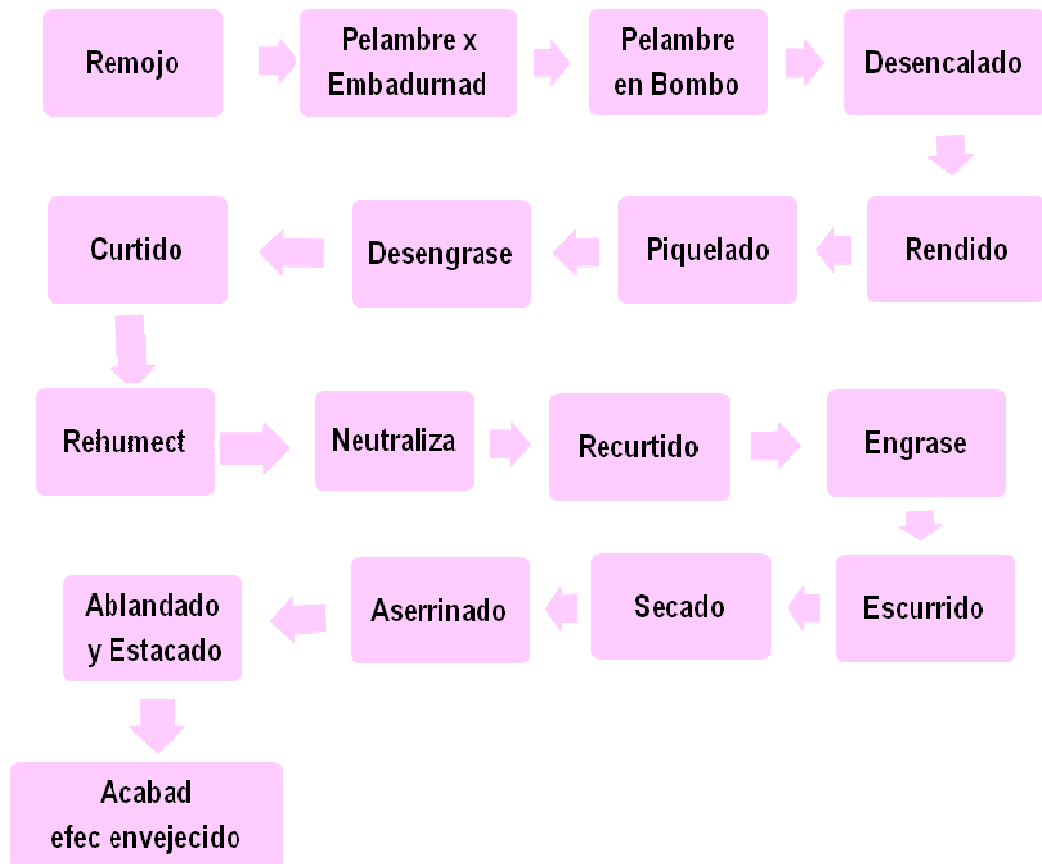 Remojo
Pelambre x
Embadurnad
Pelambre
en Bombo
Desencalado
Rendido
Piquelado
Desengrase
Curtido
Rehumect
Neutraliza
Recurtido
Engrase
Escurrido
Secado
Aserrinado
Ablandado
y Estacado
Acabad
efec envejecido